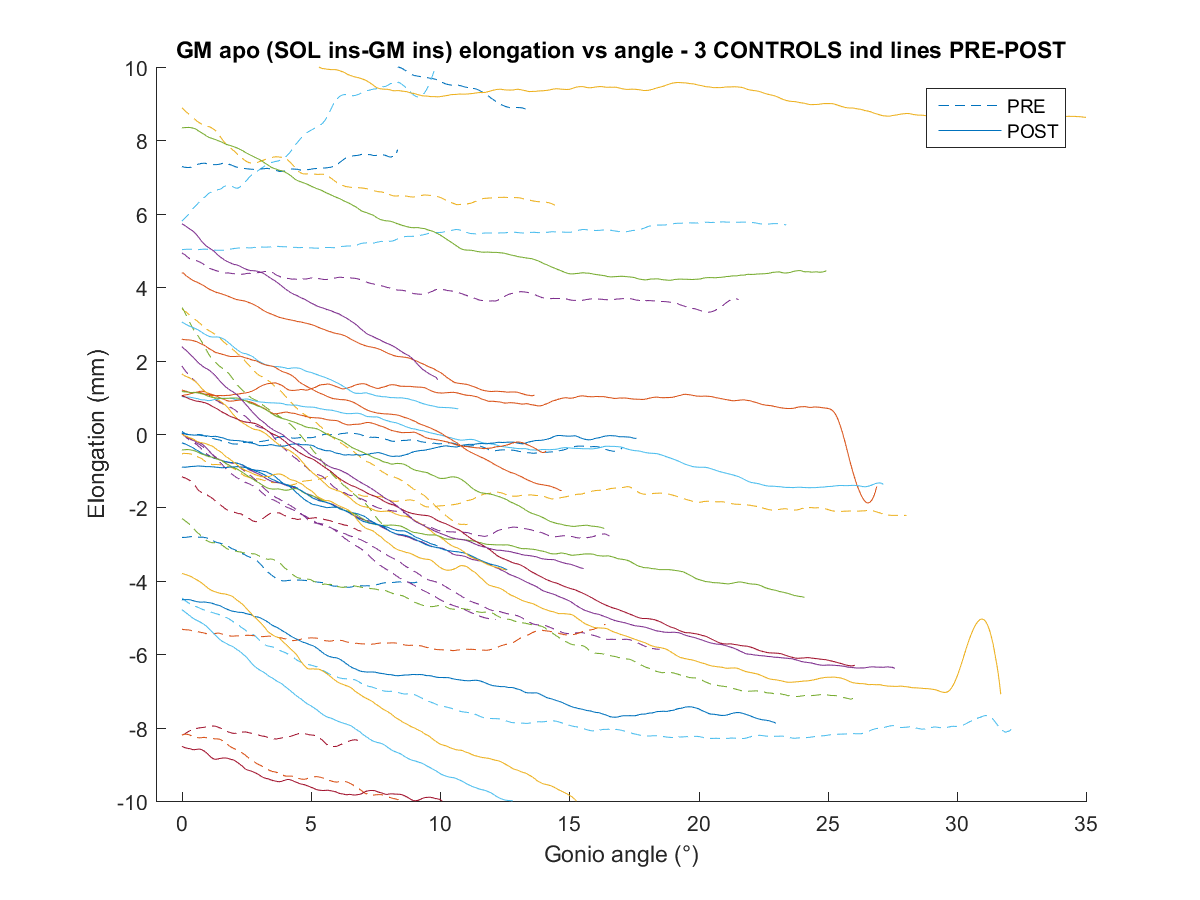 GM apo (SOL ins-GM ins) elongation vs angle - 3 CONTROLS ind lines PRE-POST
10
8
6
4
2
0
-2
-4
-6
-8
-10
Elongation (mm)
PRE
POST
0 5 10 15 20 25 30 35
Gonio angle (°)